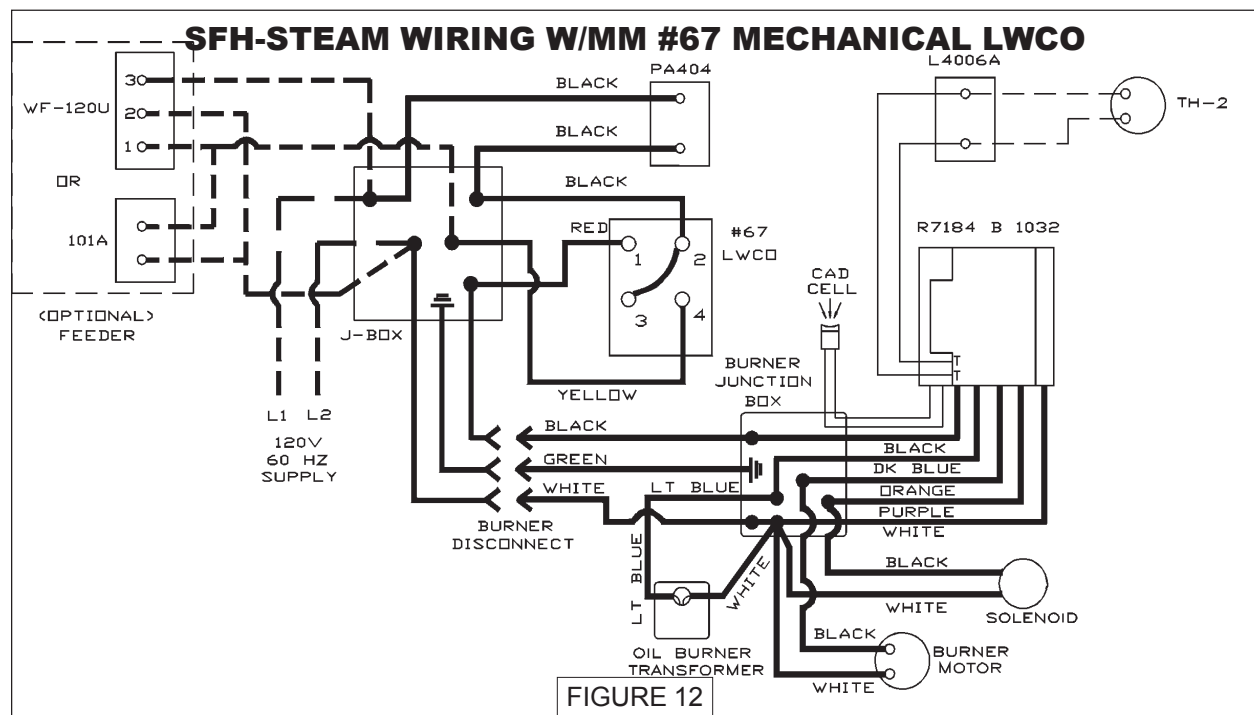 SFH-STEAM WIRING W/MM #67 MECHANICAL LWCO
WF-120U
3
2
1
OR
101A
(OPTIONAL)
FEEDER
L1 L2
120V
60 HZ
SUPPLY
J-BOX
BLACK
PA404
BLACK
BLACK
RED
1
2
3
4
#67
LWCO
YELLOW
L4006A
TH-2
R7184 B 1032
T
T
CAD
CELL
BURNER
JUNCTION
BOX
BLACK
GREEN
WHITE
BURNER
DISCONNECT
BLACK
DK BLUE
LT BLUE
ORANGE
PURPLE
WHITE
LT BLUE
WHITE
BLACK
WHITE
SOLENOID
OIL BURNER
TRANSFORMER
BLACK
WHITE
BURNER
MOTOR
FIGURE 12